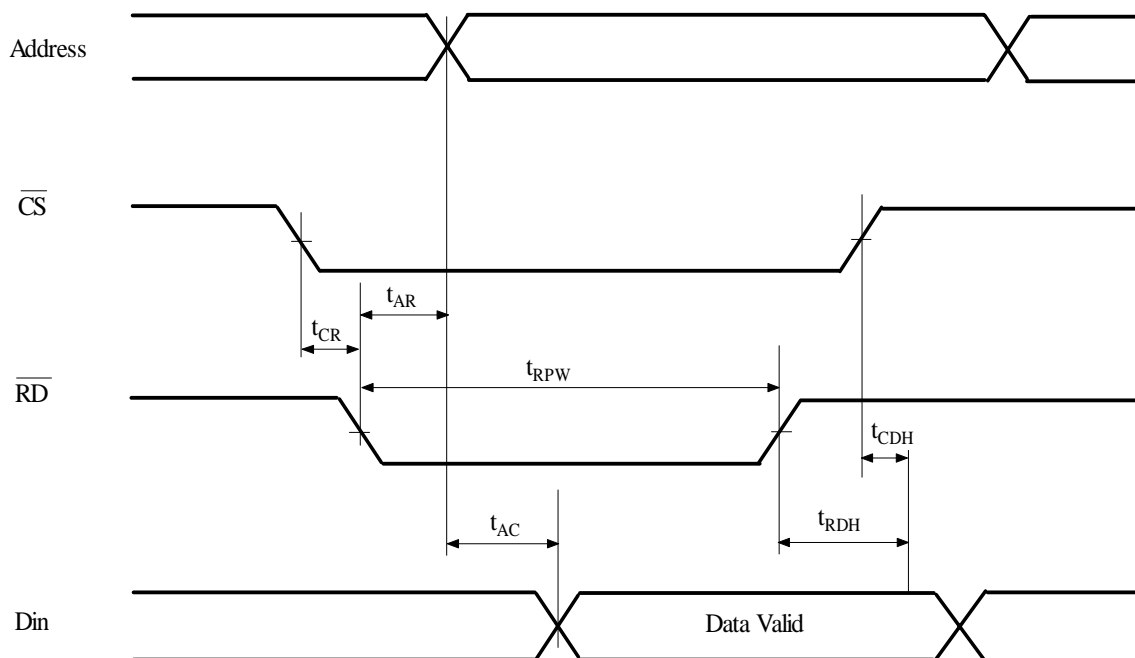 Address
CS
tAR
tCR
tRPW
RD
tCDH
tRDH
tAC
Din
Data Valid